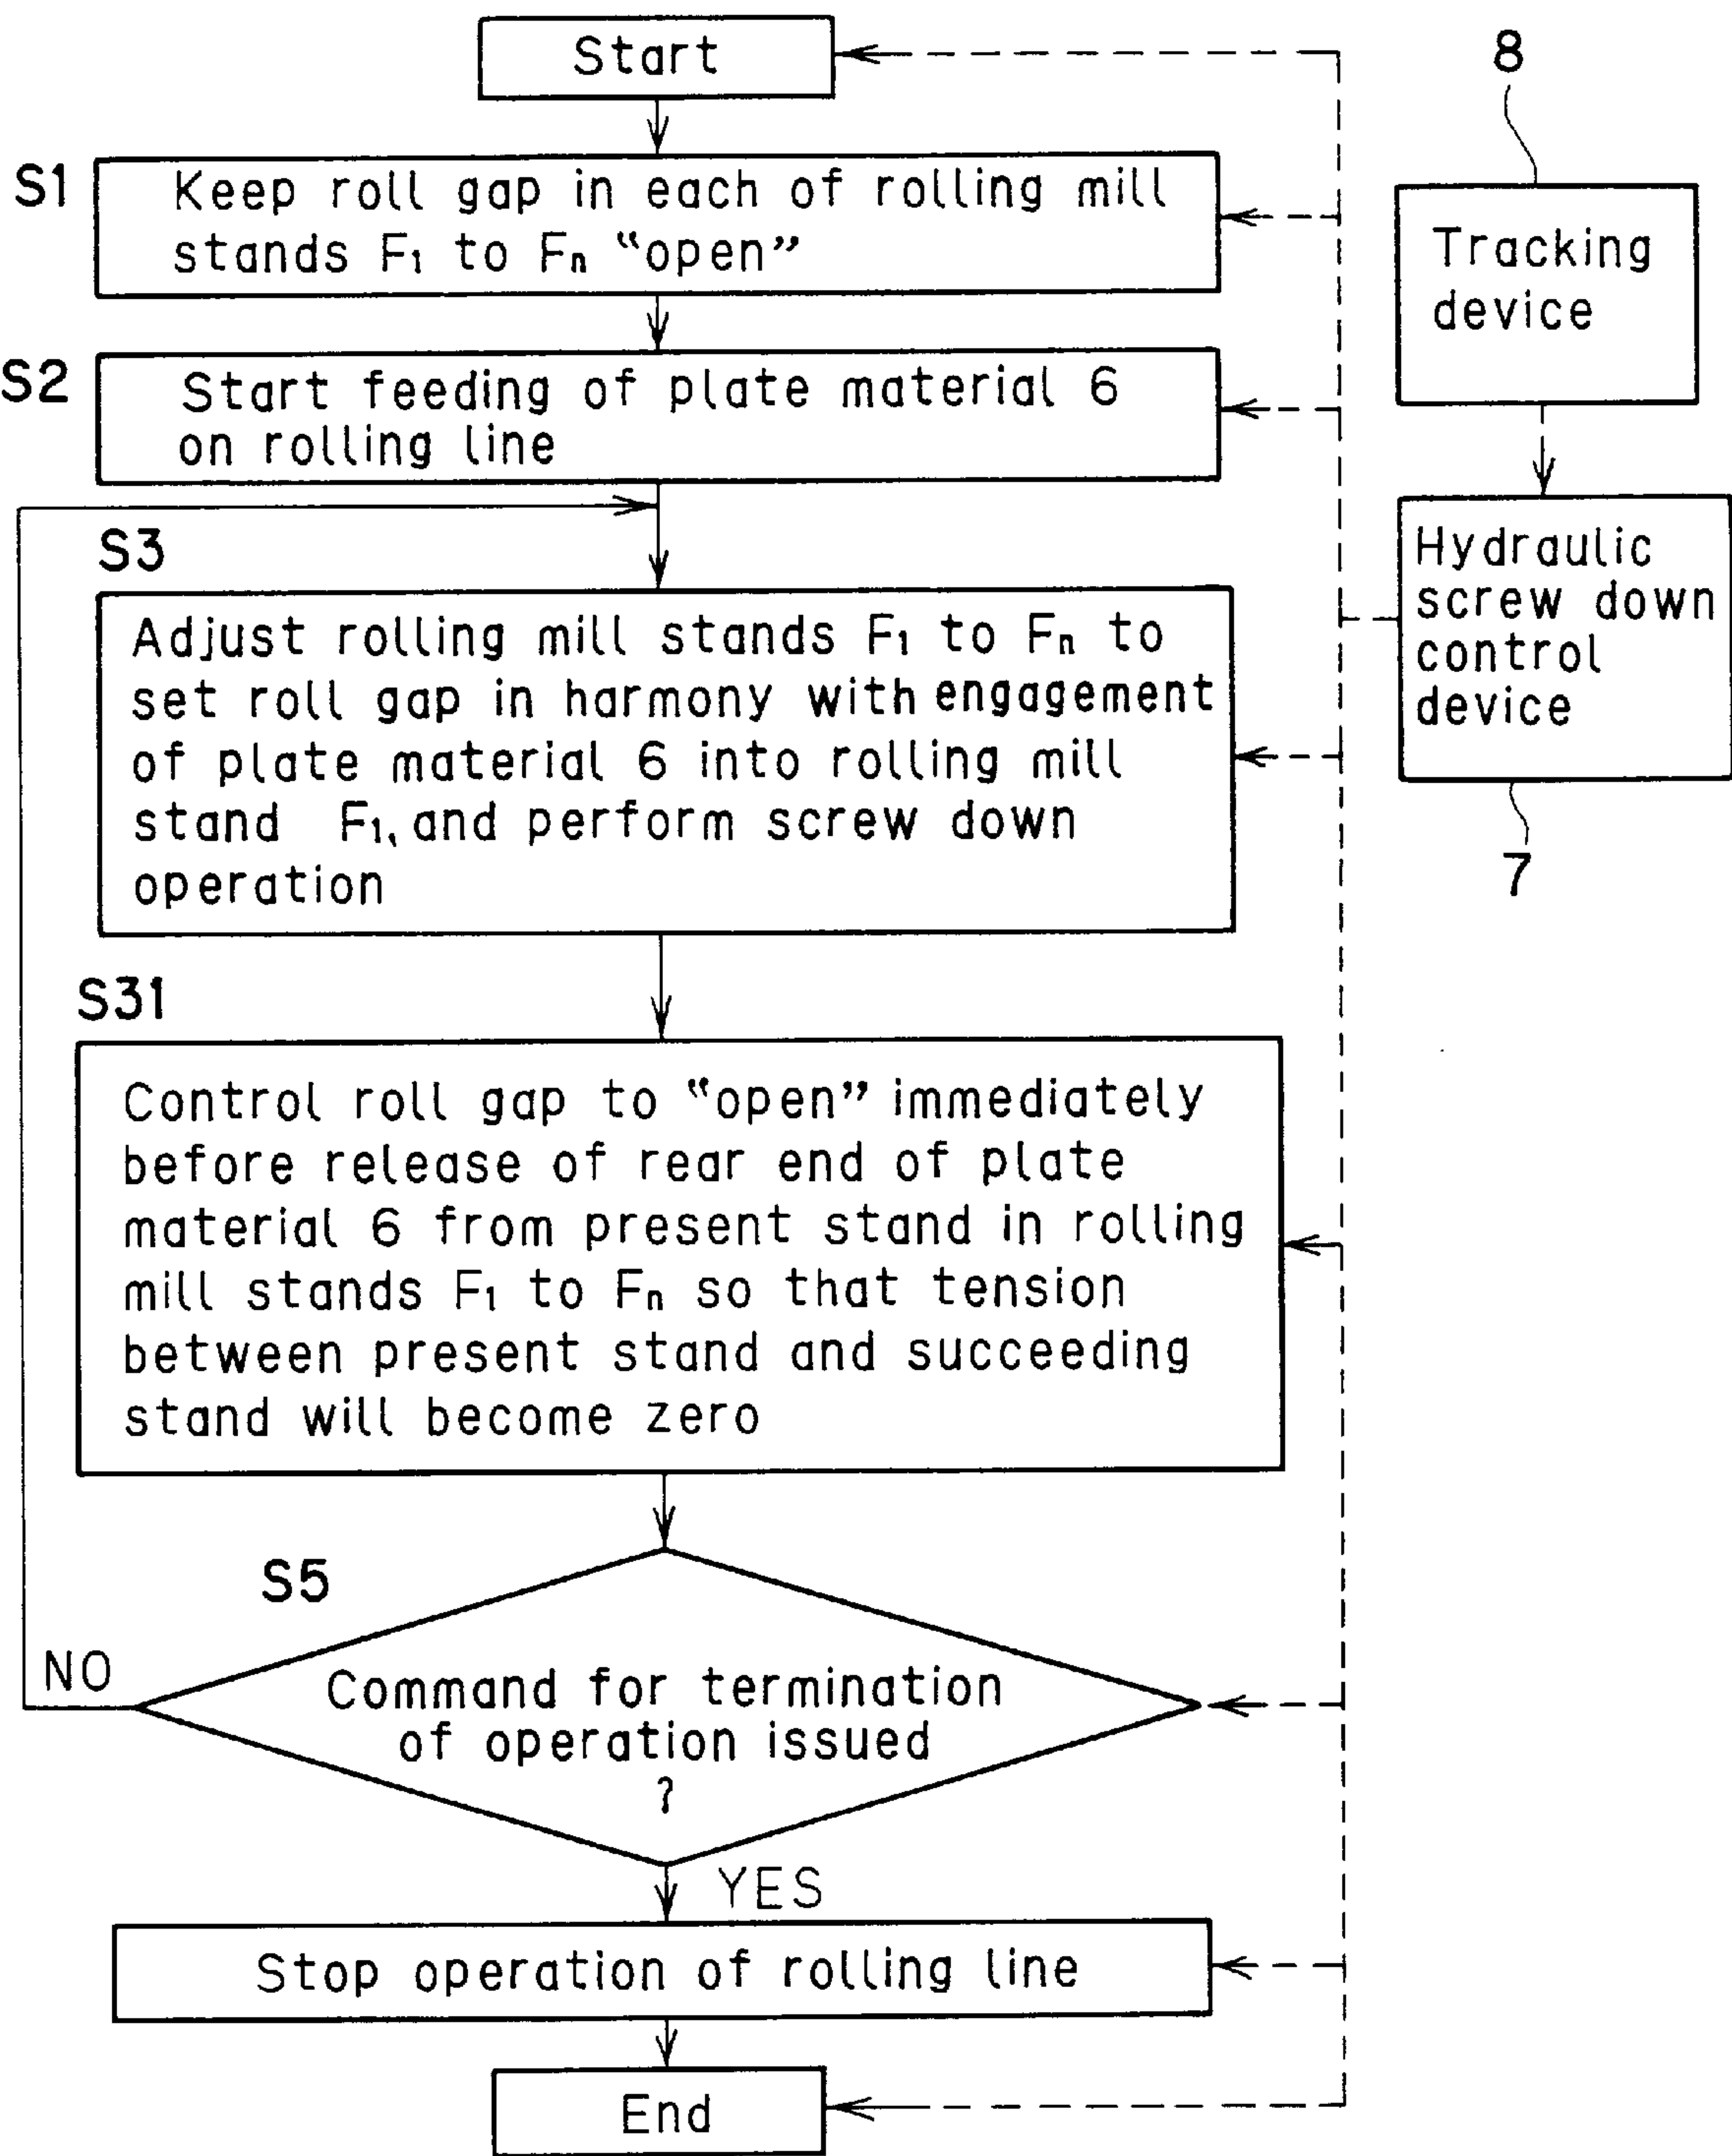 Start
8
S1
Keep roll gap in each of rolling mill
stands F1 to Fn “open”
Tracking
device
S2
Start feeding of plate material 6
on rolling line
S3
Hydraulic
screw down
control
device
7
Adjust rolling mill stands F1 to Fn to
set roll gap in harmony with engagement
of plate material 6 into rolling mill
stand F1, and perform screw down
operation
S31
Control roll gap to “open” immediately
before release of rear end of plate
material 6 from present stand in rolling
mill stands F1 to Fn so that tension
between present stand and succeeding
stand will become zero
S5
NO
Command for termination
of operation issued
?
YES
Stop operation of rolling line
End